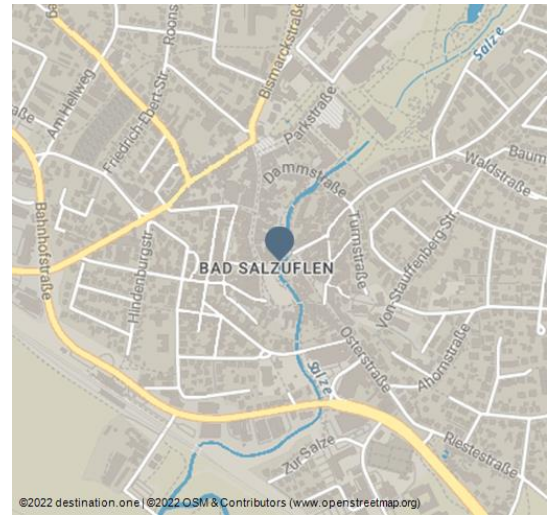 Salze
Roons
Bismarckstraße
Am Hellweg
Friedrich-Ebert-Str.
Parkstraße
Dammstraße
Waldstraße
Baum
Turmstraße
Bahnhofstraße
Hindenburgstr.
BAD SALZUFLEN
Von-Stauffenberg-Str.
Osterstraße
Ahornstraße
Salze
Zur Salze
Riestestraße
©2022 destination.one | ©2022 OSM & Contributors (www.openstreetmap.org)